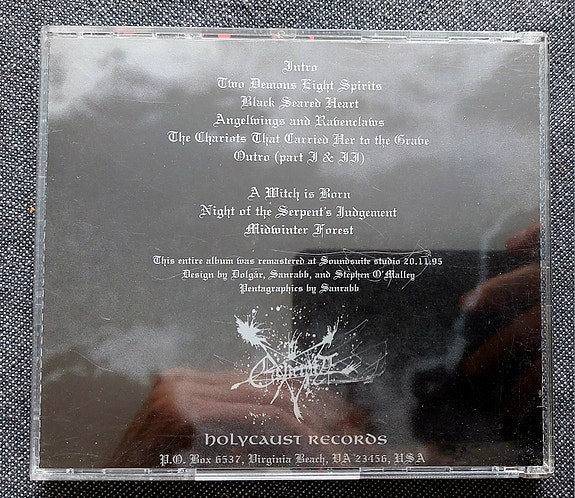 Intro
Two Demons Eight Spirits
Black Seared Heart
Angelwings and Ravenclaws
The Chariots That Carried Her to the Grave
Outro (part I & II)
A Witch is Born
Night of the Serpent's Judgement
Midwinter Forest
This entire album was remastered at Soundsuite studio 20.11.95
Design by Dolgar, Sanrabb, and Stephen O'Malley
Pentagraphics by Sanrabb
Gehenna
HOLYCAUST RECORDS
P.O. Box 6537, Virginia Beach, VA 23456, USA